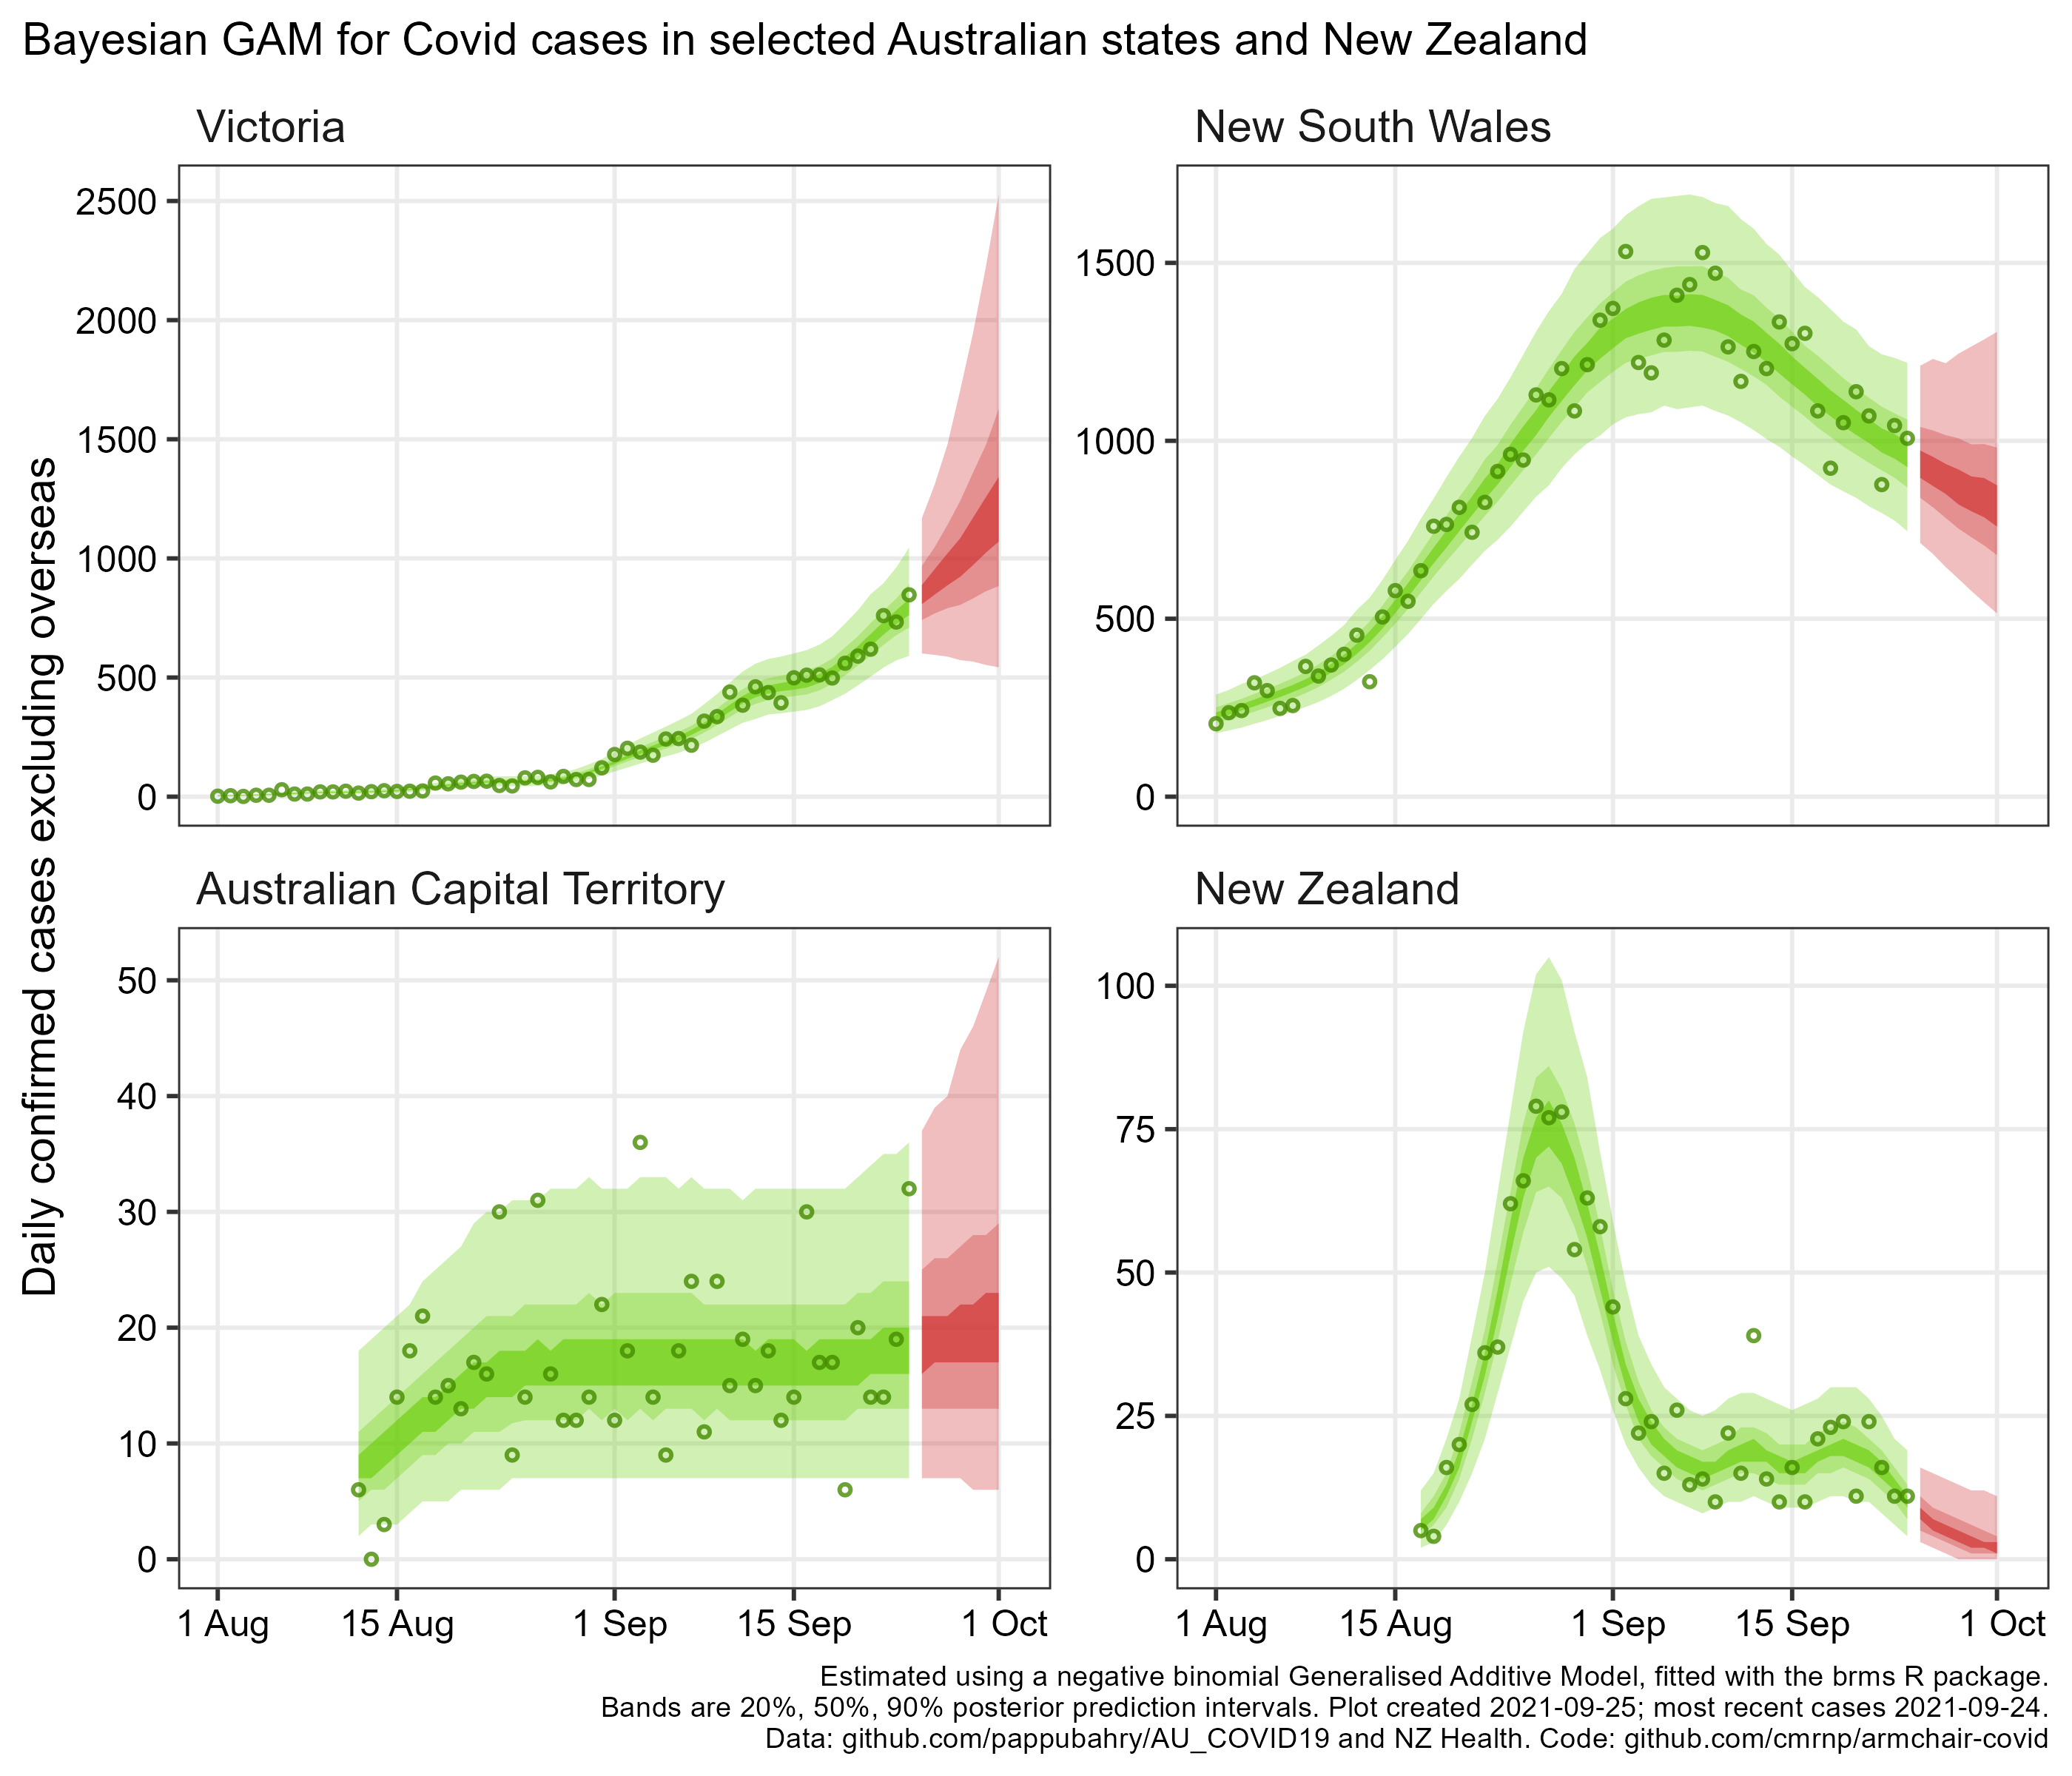 Bayesian GAM for Covid cases in selected Australian states and New Zealand
Daily confirmed cases excluding overseas
Victoria
2500
2000
1500
1000
500
0
New South Wales
1500
1000
500
0
Australian Capital Territory
50
40
30
20
10
0
1 Aug 15 Aug 1 Sep 15 Sep 1 Oct
New Zealand
100
75
50
25
0
1 Aug 15 Aug 1 Sep 15 Sep 1 Oct
Estimated using a negative binomial Generalised Additive Model, fitted with the brms R package.
Bands are 20%, 50%, 90% posterior prediction intervals. Plot created 2021-09-25; most recent cases 2021-09-24.
Data: github.com/pappubahry/AU_COVID19 and NZ Health. Code: github.com/cmrnp/armchair-covid